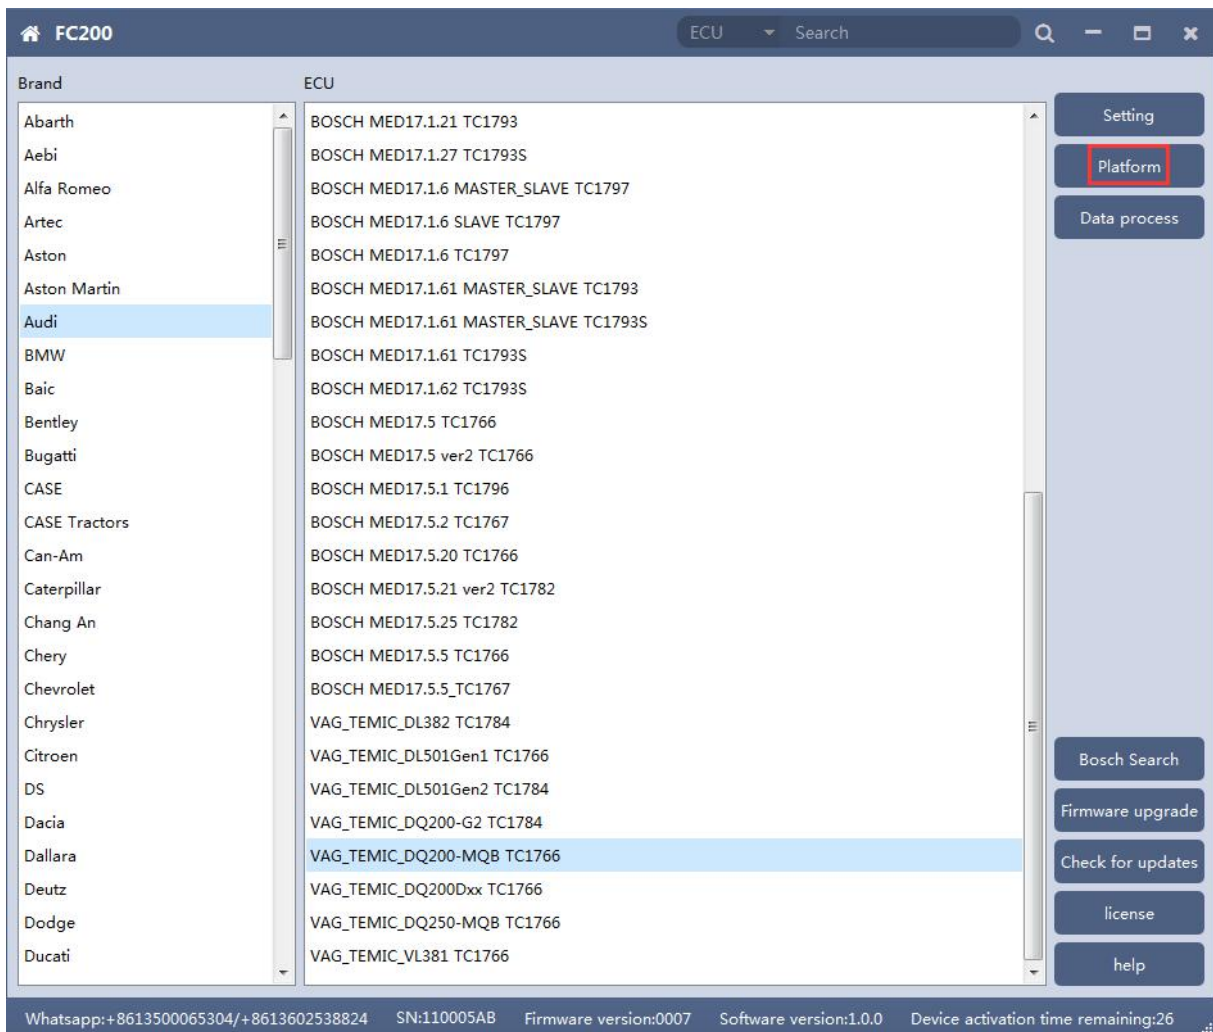 FC200
ECU Search
Brand
ECU
Abarth
Aebi
Alfa Romeo
Artec
Aston
Aston Martin
Audi
BMW
Baic
Bentley
Bugatti
CASE
CASE Tractors
Can-Am
Caterpillar
Chang An
Chery
Chevrolet
Chrysler
Citroen
DS
Dacia
Dallara
Deutz
Dodge
Ducati
BOSCH MED17.1.21 TC1793
BOSCH MED17.1.27 TC1793S
BOSCH MED17.1.6 MASTER_SLAVE TC1797
BOSCH MED17.1.6 SLAVE TC1797
BOSCH MED17.1.6 TC1797
BOSCH MED17.1.61 MASTER_SLAVE TC1793
BOSCH MED17.1.61 MASTER_SLAVE TC1793S
BOSCH MED17.1.61 TC1793S
BOSCH MED17.1.62 TC1793S
BOSCH MED17.5 TC1766
BOSCH MED17.5 ver2 TC1766
BOSCH MED17.5.1 TC1796
BOSCH MED17.5.2 TC1767
BOSCH MED17.5.20 TC1766
BOSCH MED17.5.21 ver2 TC1782
BOSCH MED17.5.25 TC1782
BOSCH MED17.5.5 TC1766
BOSCH MED17.5.5_TC1767
VAG_TEMIC_DL382 TC1784
VAG_TEMIC_DL501Gen1 TC1766
VAG_TEMIC_DL501Gen2 TC1784
VAG_TEMIC_DQ200-G2 TC1784
VAG_TEMIC_DQ200-MQB TC1766
VAG_TEMIC_DQ200Dxx TC1766
VAG_TEMIC_DQ250-MQB TC1766
VAG_TEMIC_VL381 TC1766
Setting
Platform
Data process
Bosch Search
Firmware upgrade
Check for updates
license
help
Whatsapp:+8613500065304/+8613602538824 SN:110005AB Firmware version:0007 Software version:1.0.0 Device activation time remaining:26